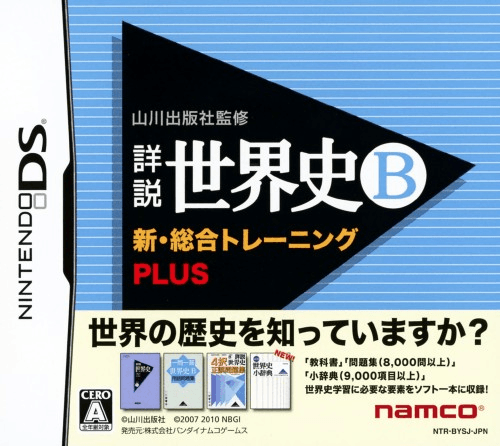 NINTENDO DS
山川出版社監修
詳説 世界史B
新・総合トレーニング
PLUS
世界の歴史を知っていますか?
NEW!
「教科書」、「問題集(8,000問以上)」
「小辞典(9,000項目以上)」
世界史学習に必要な要素をソフト一本に収録!
CERO
A
全年齢対象
©山川出版社 ©2007 2010 NBGI
発売元:株式会社バンダイナムコゲームス
namco®
NTR-BYSJ-JPN